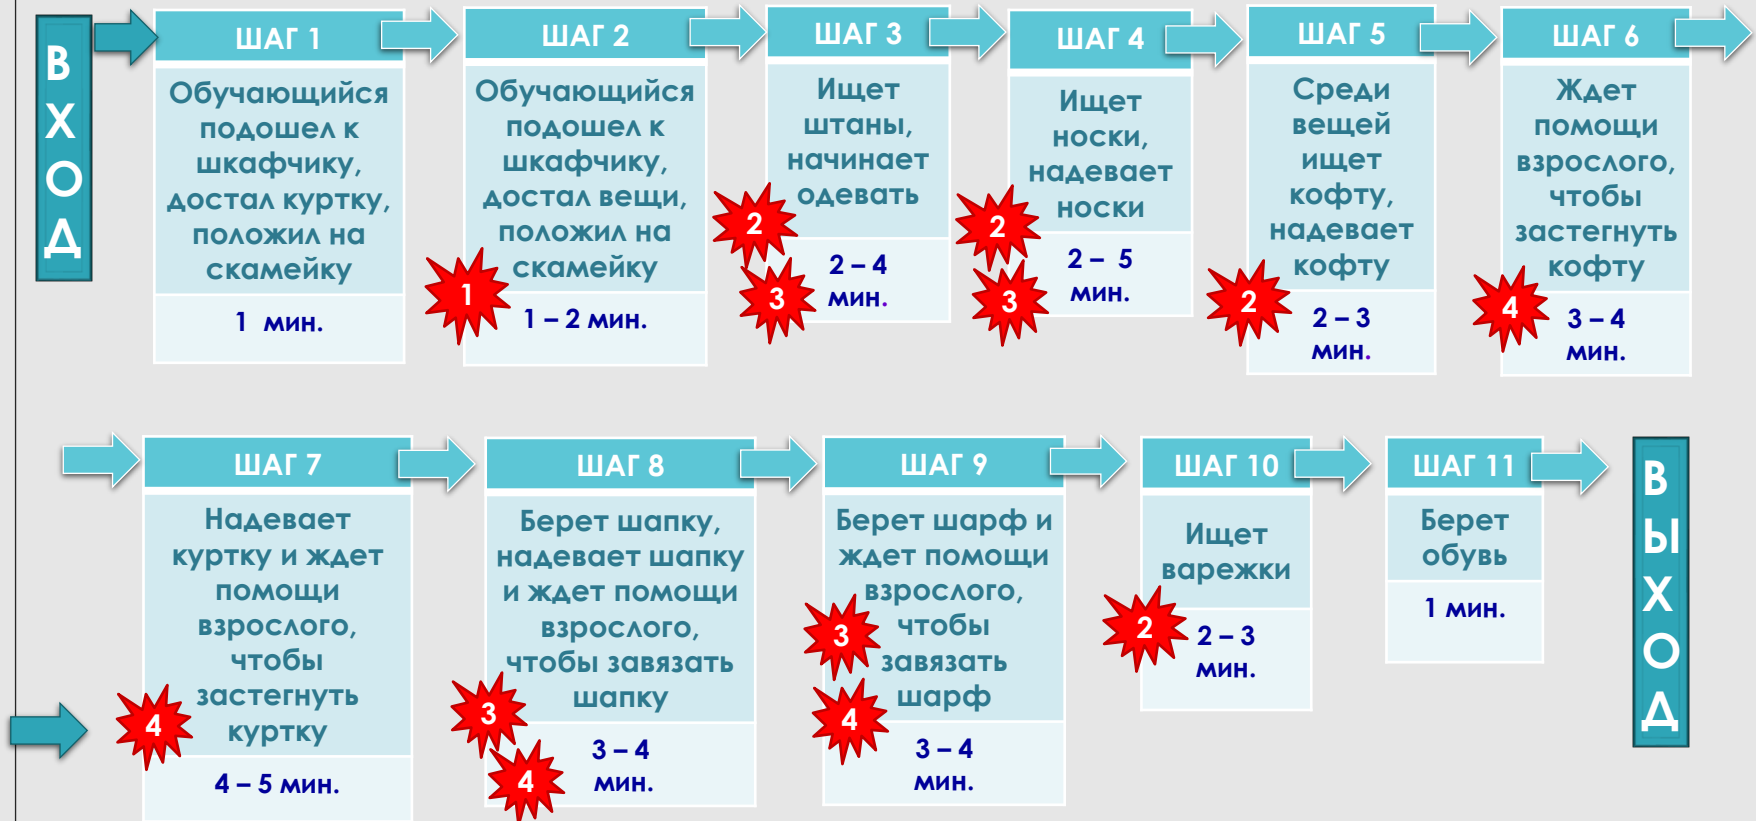 ВХОД
ШАГ 1
Обучающийся
подошел к
шкафчику,
достал куртку,
положил на
скамейку
1 мин.
ШАГ 2
Обучающийся
подошел к
шкафчику,
достал вещи,
положил на
скамейку
1
1 – 2 мин.
ШАГ 3
Ищет
штаны,
начинает
одевать
2
3
2 – 4
мин.
ШАГ 4
Ищет
носки,
надевает
носки
2
3
2 – 5
мин.
ШАГ 5
Среди
вещей
ищет
кофту,
надевает
кофту
2
2 – 3
мин.
ШАГ 6
Ждет
помощи
взрослого,
чтобы
застегнуть
кофту
4
3 – 4
мин.
ШАГ 7
Надевает
куртку и ждет
помощи
взрослого,
чтобы
застегнуть
куртку
4
4 – 5 мин.
ШАГ 8
Берет шапку,
надевает шапку
и ждет помощи
взрослого,
чтобы завязать
шапку
3
4
3 – 4
мин.
ШАГ 9
Берет шарф и
ждет помощи
взрослого,
чтобы
завязать
шарф
3
4
3 – 4
мин.
ШАГ 10
Ищет
варежки
2
2 – 3
мин.
ШАГ 11
Берет
обувь
1 мин.
ВЫХОД